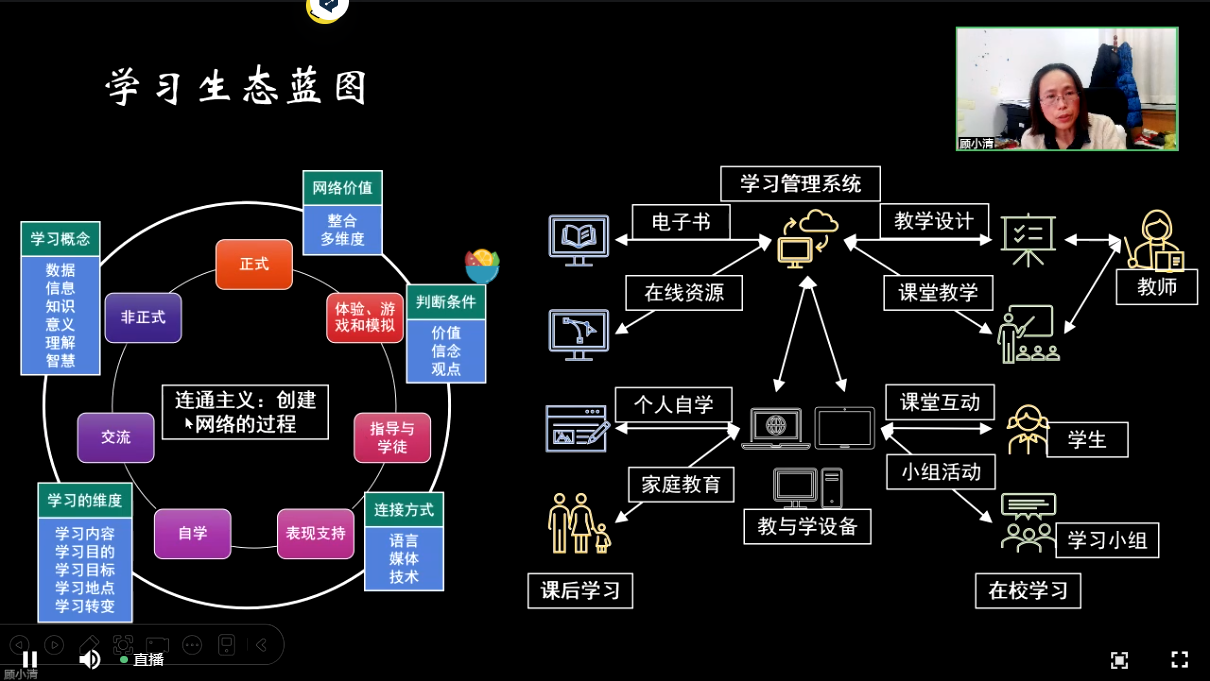 学习生态蓝图
顾小清
网络价值
整合
多维度
学习概念
数据
信息
知识
意义
理解
智慧
正式
非正式
体验、游
戏和模拟
判断条件
价值
信念
观点
连通主义：创建
网络的过程
交流
指导与
学徒
学习的维度
学习内容
学习目的
学习目标
学习地点
学习转变
自学
表现支持
连接方式
语言
媒体
技术
学习管理系统
电子书
教学设计
在线资源
课堂教学
教师
个人自学
课堂互动
学生
家庭教育
小组活动
教与学设备
学习小组
课后学习
在校学习
直播
顾小清